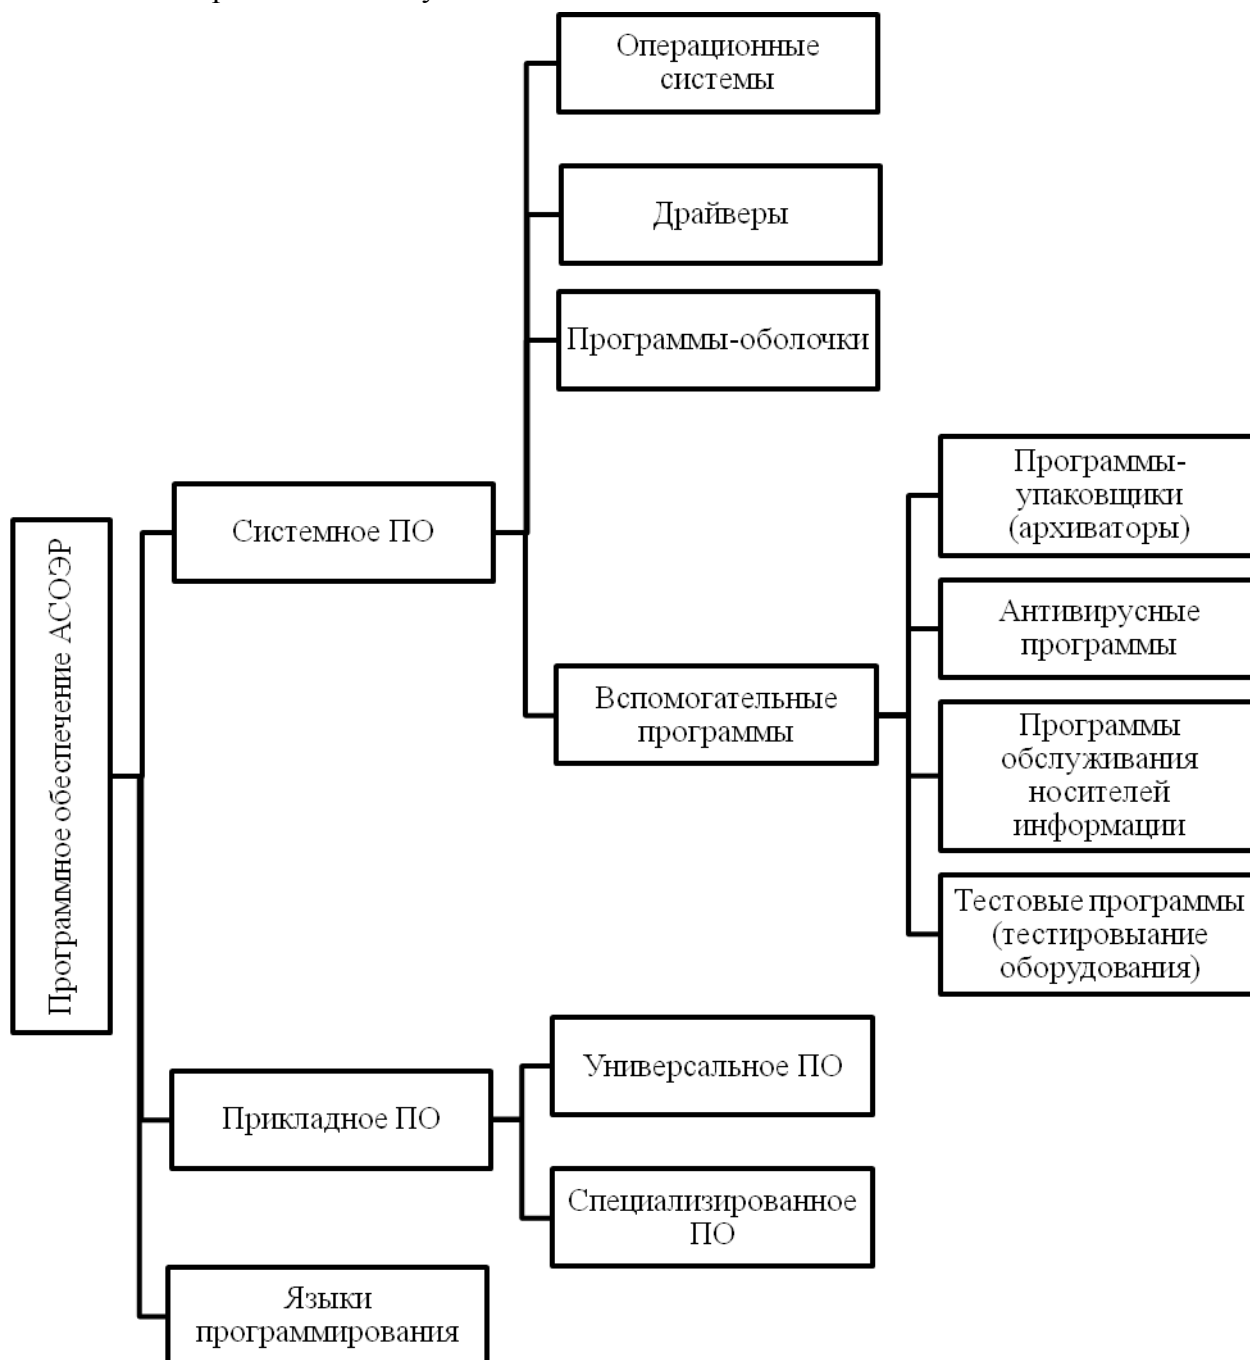 Операционные
системы
Драйверы
Программы-оболочки
Программы-
упаковщики
(архиваторы)
Системное ПО
Программное обеспечение АСОЭР
Антивирусные
программы
Вспомогательные
программы
Программы
обслуживания
носителей
информации
Тестовые программы
(тестировыание
оборудования)
Универсальное ПО
Прикладное ПО
Специализированное
ПО
Языки
программирования